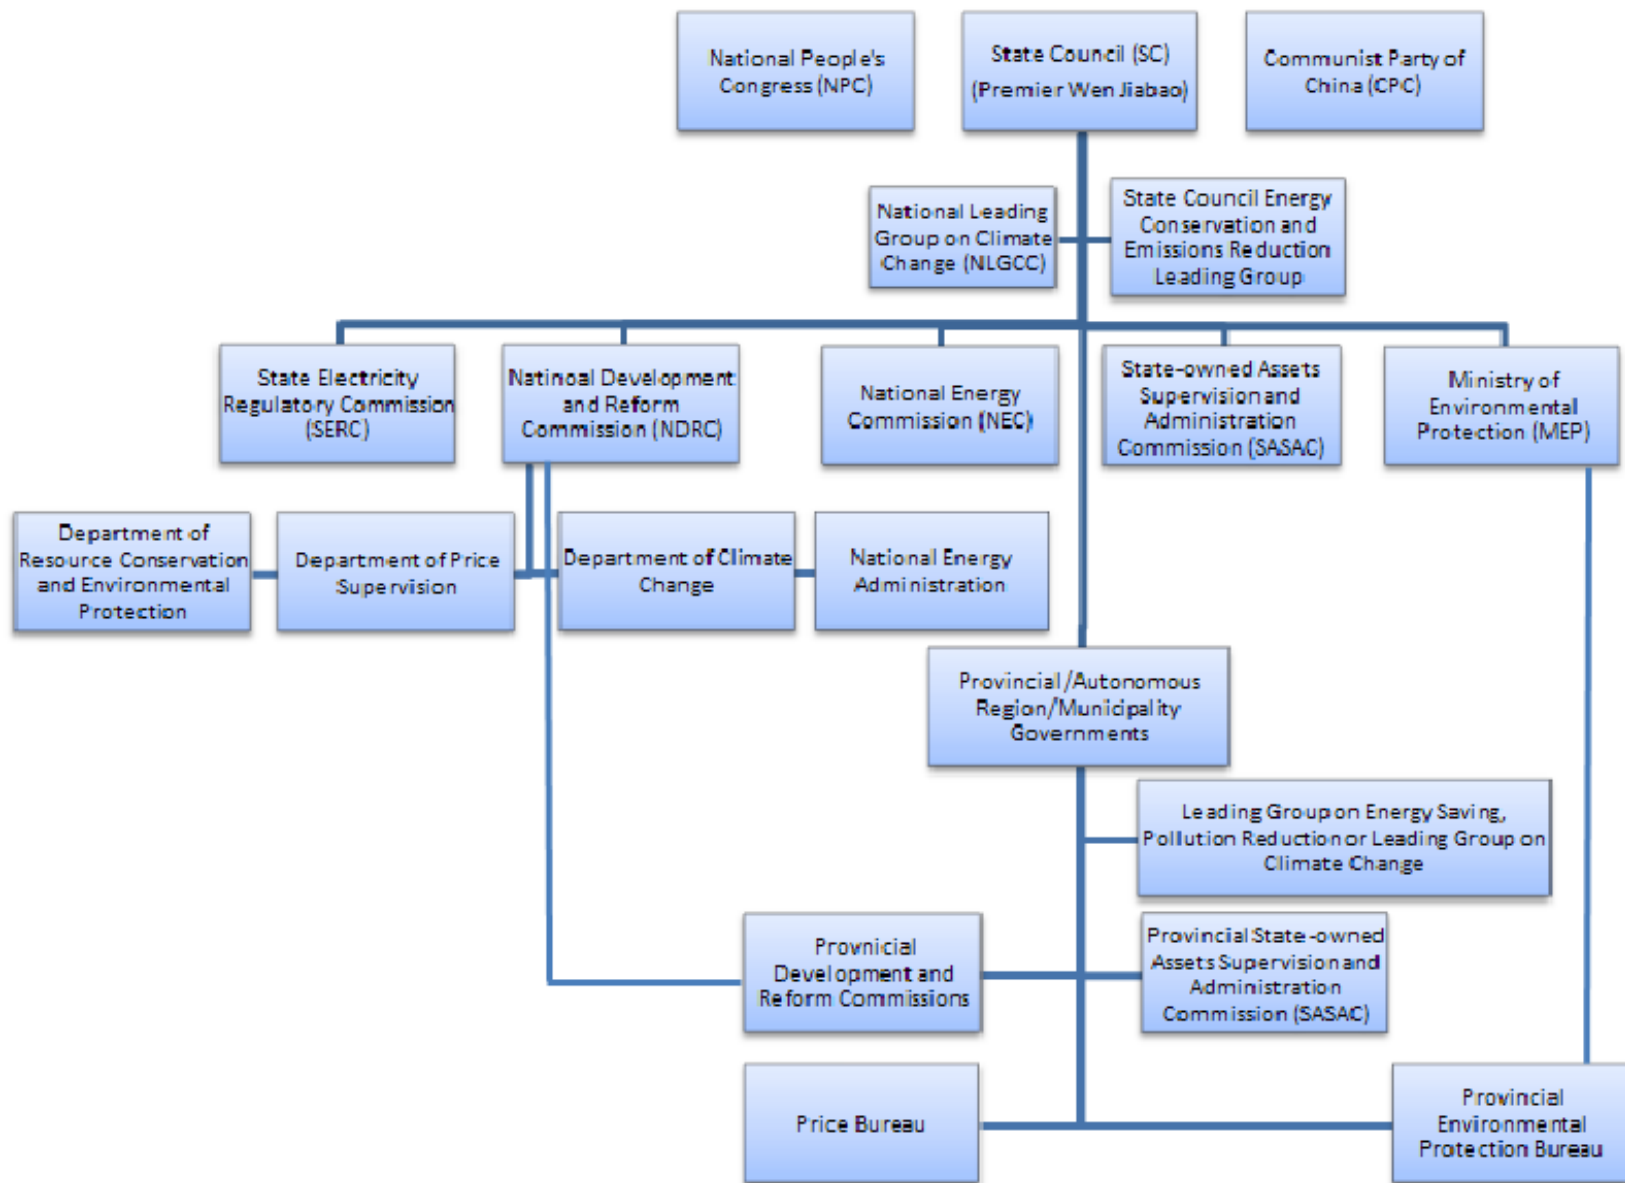 National People's
Congress (NPC)
State Council (SC)
(Premier Wen Jiabao)
Communist Party of
China (CPC)
National Leading
Group on Climate
Change (NLGCC)
State Council Energy
Conservation and
Emissions Reduction
Leading Group
State Electricity
Regulatory Commission
(SERC)
Natinoal Development
and Reform
Commission (NDRC)
National Energy
Commission (NEC)
State-owned Assets
Supervision and
Administration
Commission (SASAC)
Ministry of
Environmental
Protection (MEP)
Department of
Resource Conservation
and Environmental
Protection
Department of Price
Supervision
Department of Climate
Change
National Energy
Administration
Provincial /Autonomous
Region/Municipality
Governments
Leading Group on Energy Saving,
Pollution Reduction or Leading Group on
Climate Change
Provnicial
Development and
Reform Commissions
Provincial State-owned
Assets Supervision and
Administration
Commission (SASAC)
Price Bureau
Provincial
Environmental
Protection Bureau